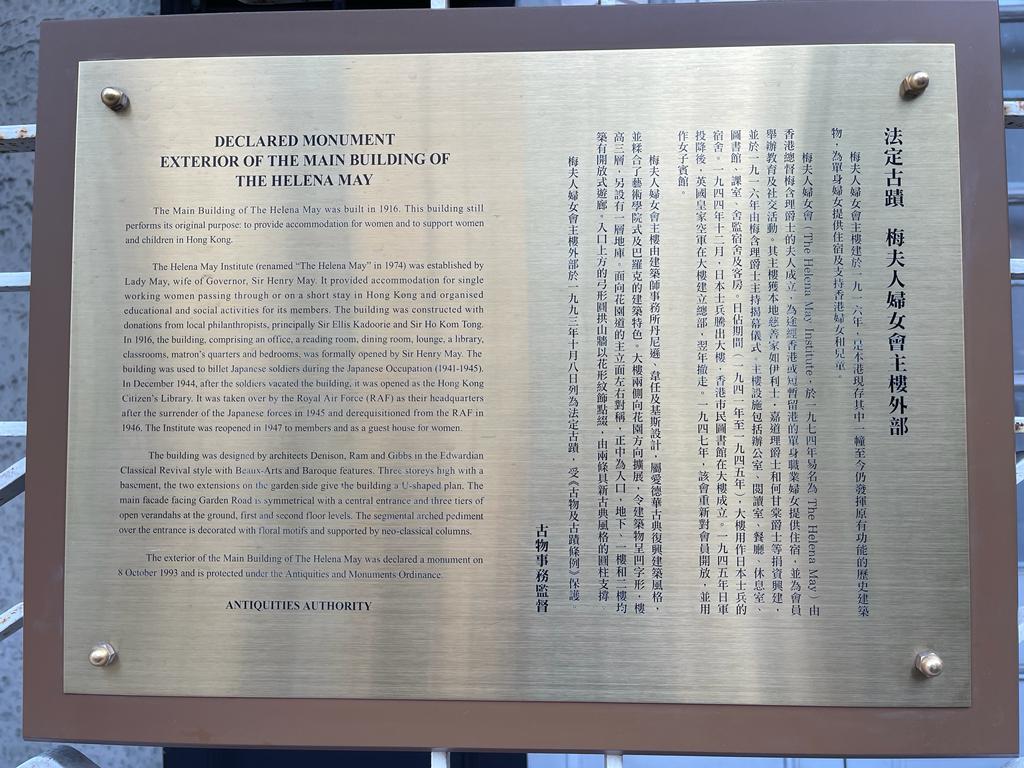 DECLARED MONUMENT
EXTERIOR OF THE MAIN BUILDING OF
THE HELENA MAY
The Main Building of The Helena May was built in 1916. This building still
performs its original purpose: to provide accommodation for women and to support women
and children in Hong Kong.
The Helena May Institute (renamed “The Helena May” in 1974) was established by
Lady May, wife of Governor, Sir Henry May. It provided accommodation for single
working women passing through or on a short stay in Hong Kong and organised
educational and social activities for its members. The building was constructed with
donations from local philanthropists, principally Sir Ellis Kadoorie and Sir Ho Kom Tong.
In 1916, the building, comprising an office, a reading room, dining room, lounge, a library,
classrooms, matron's quarters and bedrooms, was formally opened by Sir Henry May. The
building was used to billet Japanese soldiers during the Japanese Occupation (1941-1945).
In December 1944, after the soldiers vacated the building, it was opened as the Hong Kong
Citizen's Library. It was taken over by the Royal Air Force (RAF) as their headquarters
after the surrender of the Japanese forces in 1945 and derequisitioned from the RAF in
1946. The Institute was reopened in 1947 to members and as a guest house for women.
The building was designed by architects Denison, Ram and Gibbs in the Edwardian
Classical Revival style with Beaux-Arts and Baroque features. Three storeys high with a
basement, the two extensions on the garden side give the building a U-shaped plan. The
main facade facing Garden Road is symmetrical with a central entrance and three tiers of
open verandahs at the ground, first and second floor levels. The segmental arched pediment
over the entrance is decorated with floral motifs and supported by neo-classical columns.
The exterior of the Main Building of The Helena May was declared a monument on
8 October 1993 and is protected under the Antiquities and Monuments Ordinance.
ANTIQUITIES AUTHORITY
法定古蹟 梅夫人婦女會主樓外部
梅夫人婦女會主樓建於一九一六年，是本港現存其中一幢至今仍發揮原有功能的歷史建築
物，為單身婦女提供住宿及支持香港婦女和兒童。
梅夫人婦女會（The Helena May Institute，於一九七四年易名為 The Helena May）由
香港總督梅含理爵士的夫人成立，為途經香港或短暫留港的單身職業婦女提供住宿，並為會員
舉辦教育及社交活動。其主樓獲本地慈善家如伊利士．嘉道理爵士和何甘棠爵士等捐資興建，
並於一九一六年由梅含理爵士主持揭幕儀式。主樓設施包括辦公室、閱讀室、餐廳、休息室、
圖書館、課室、舍監宿舍及客房。日佔期間（一九四一年至一九四五年），大樓用作日本士兵的
宿舍。一九四四年十二月，日本士兵騰出大樓，香港市民圖書館在大樓成立。一九四五年日軍
投降後，英國皇家空軍在大樓建立總部，翌年撤走。一九四七年，該會重新對會員開放，並用
作女子賓館。
梅夫人婦女會主樓由建築師事務所丹尼遜、韋任及基斯設計，屬愛德華古典復興建築風格，
並糅合了藝術學院式及巴羅克的建築特色。大樓兩側向花園方向擴展，令建築物呈凹字形，樓
高三層，另設有一層地庫。面向花園道的主立面左右對稱，正中為入口，地下、一樓和二樓均
築有開放式遊廊。入口上方的弓形圓拱山牆以花形紋飾點綴，由兩條具新古典風格的圓柱支撐。
梅夫人婦女會主樓外部於一九九三年十月八日列為法定古蹟，受《古物及古蹟條例》保護。
古物事務監督